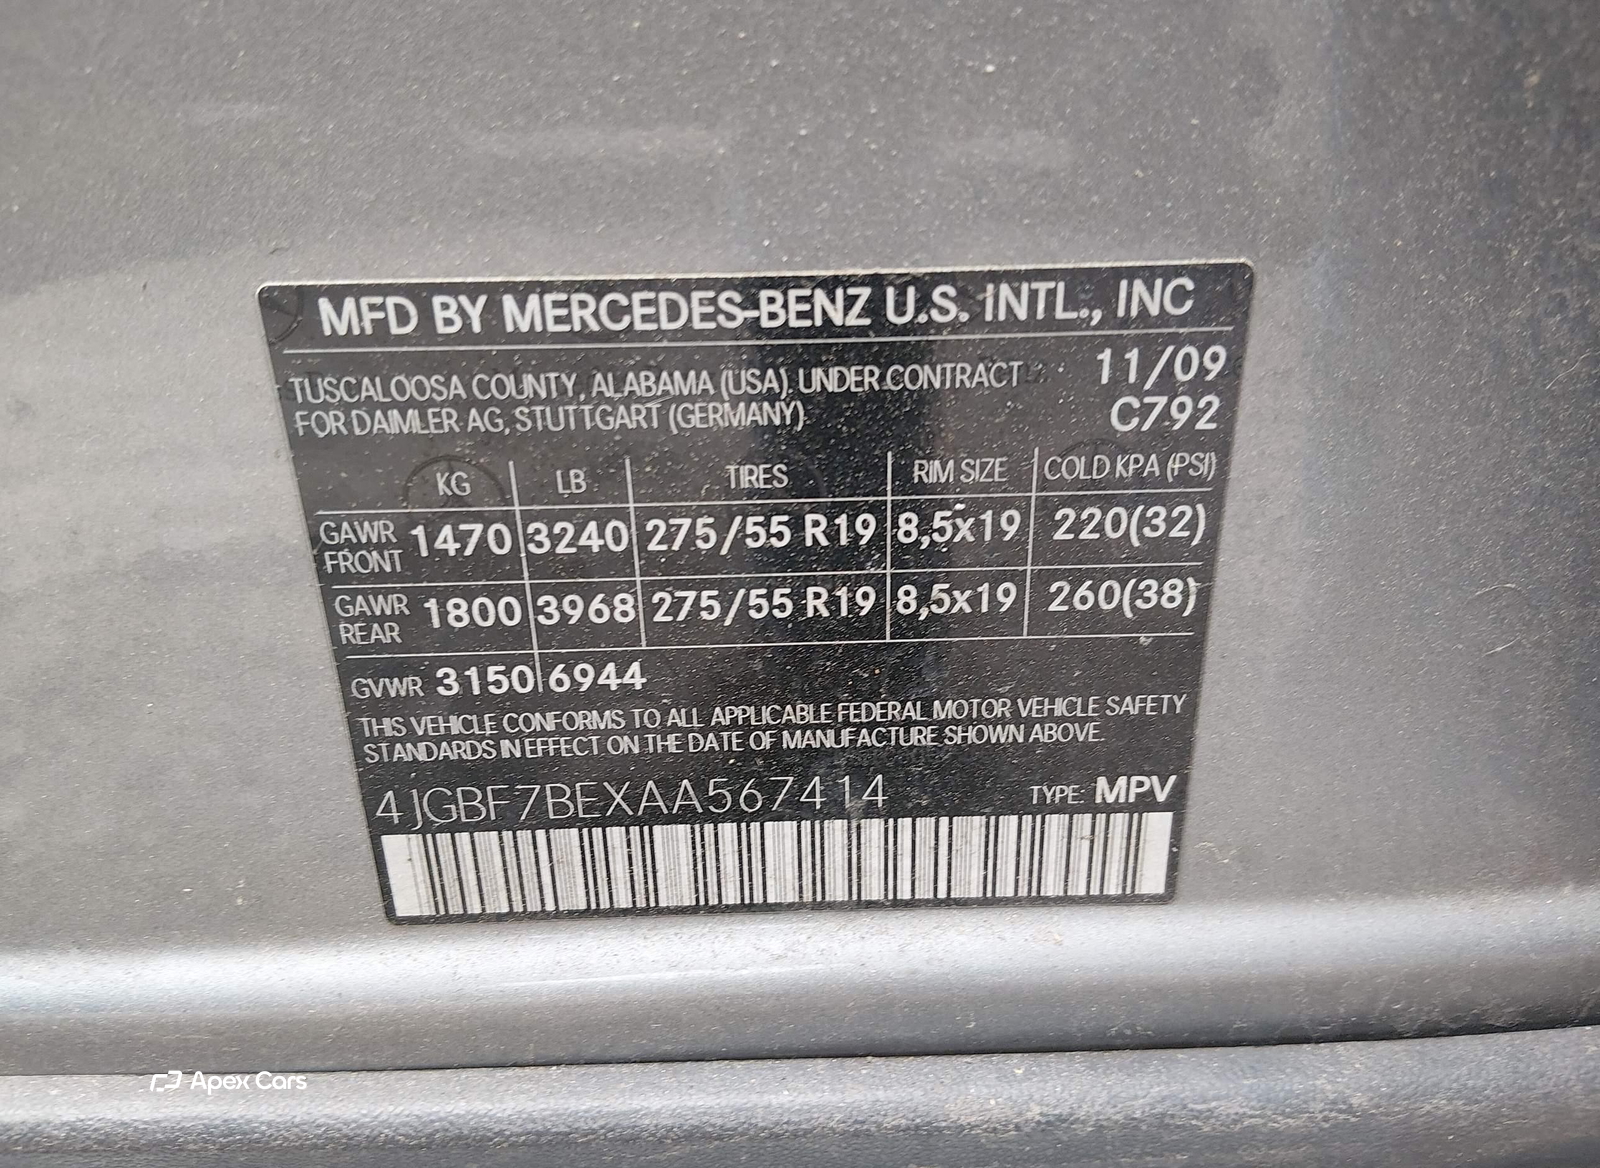 MFD BY MERCEDES-BENZ U.S. INTL., INC
TUSCALOOSA COUNTY, ALABAMA (USA) UNDER CONTRACT 11/09
FOR DAIMLER AG, STUTTGART (GERMANY) C792
KG LB TIRES RIM SIZE COLD KPA (PSI)
GAWR FRONT 1470 3240 275/55 R19 8,5x19 220(32)
GAWR REAR 1800 3968 275/55 R19 8,5x19 260(38)
GVWR 3150 6944
THIS VEHICLE CONFORMS TO ALL APPLICABLE FEDERAL MOTOR VEHICLE SAFETY
STANDARDS IN EFFECT ON THE DATE OF MANUFACTURE SHOWN ABOVE.
4JGBF7BEXAA567414 TYPE: MPV
Apex Cars